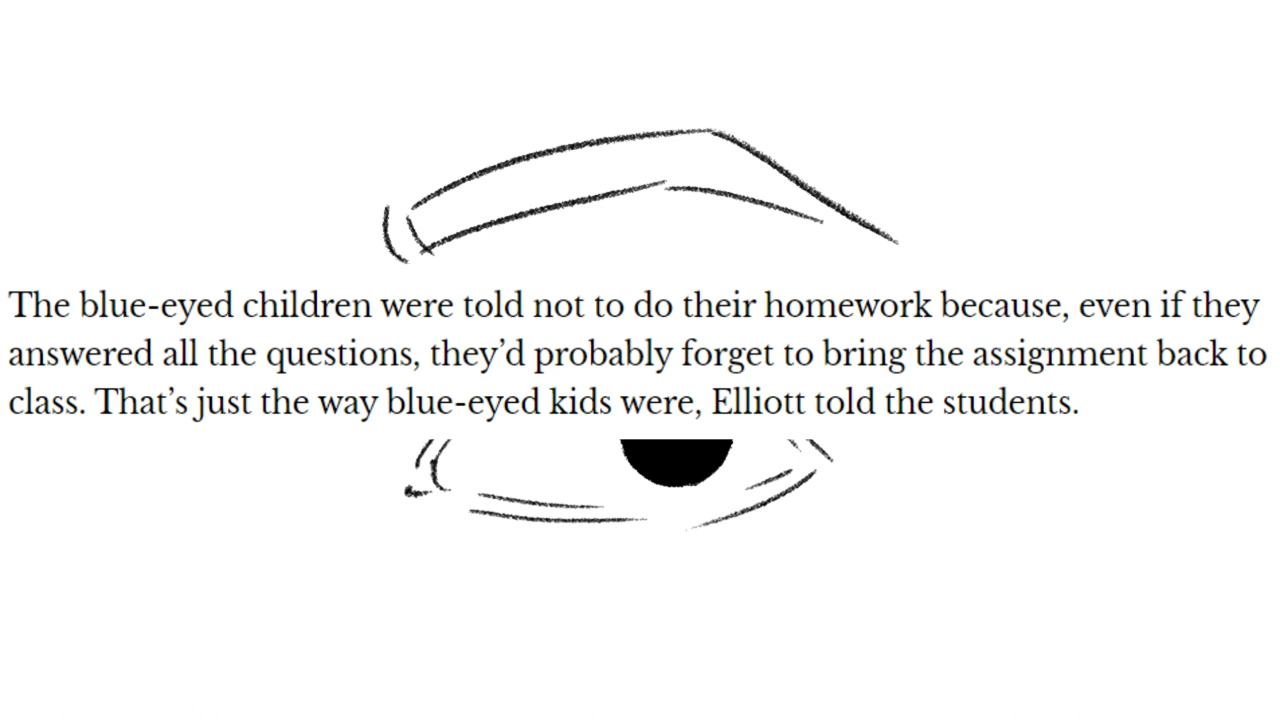 The blue-eyed children were told not to do their homework because, even if they
answered all the questions, they’d probably forget to bring the assignment back to
class. That’s just the way blue-eyed kids were, Elliott told the students.